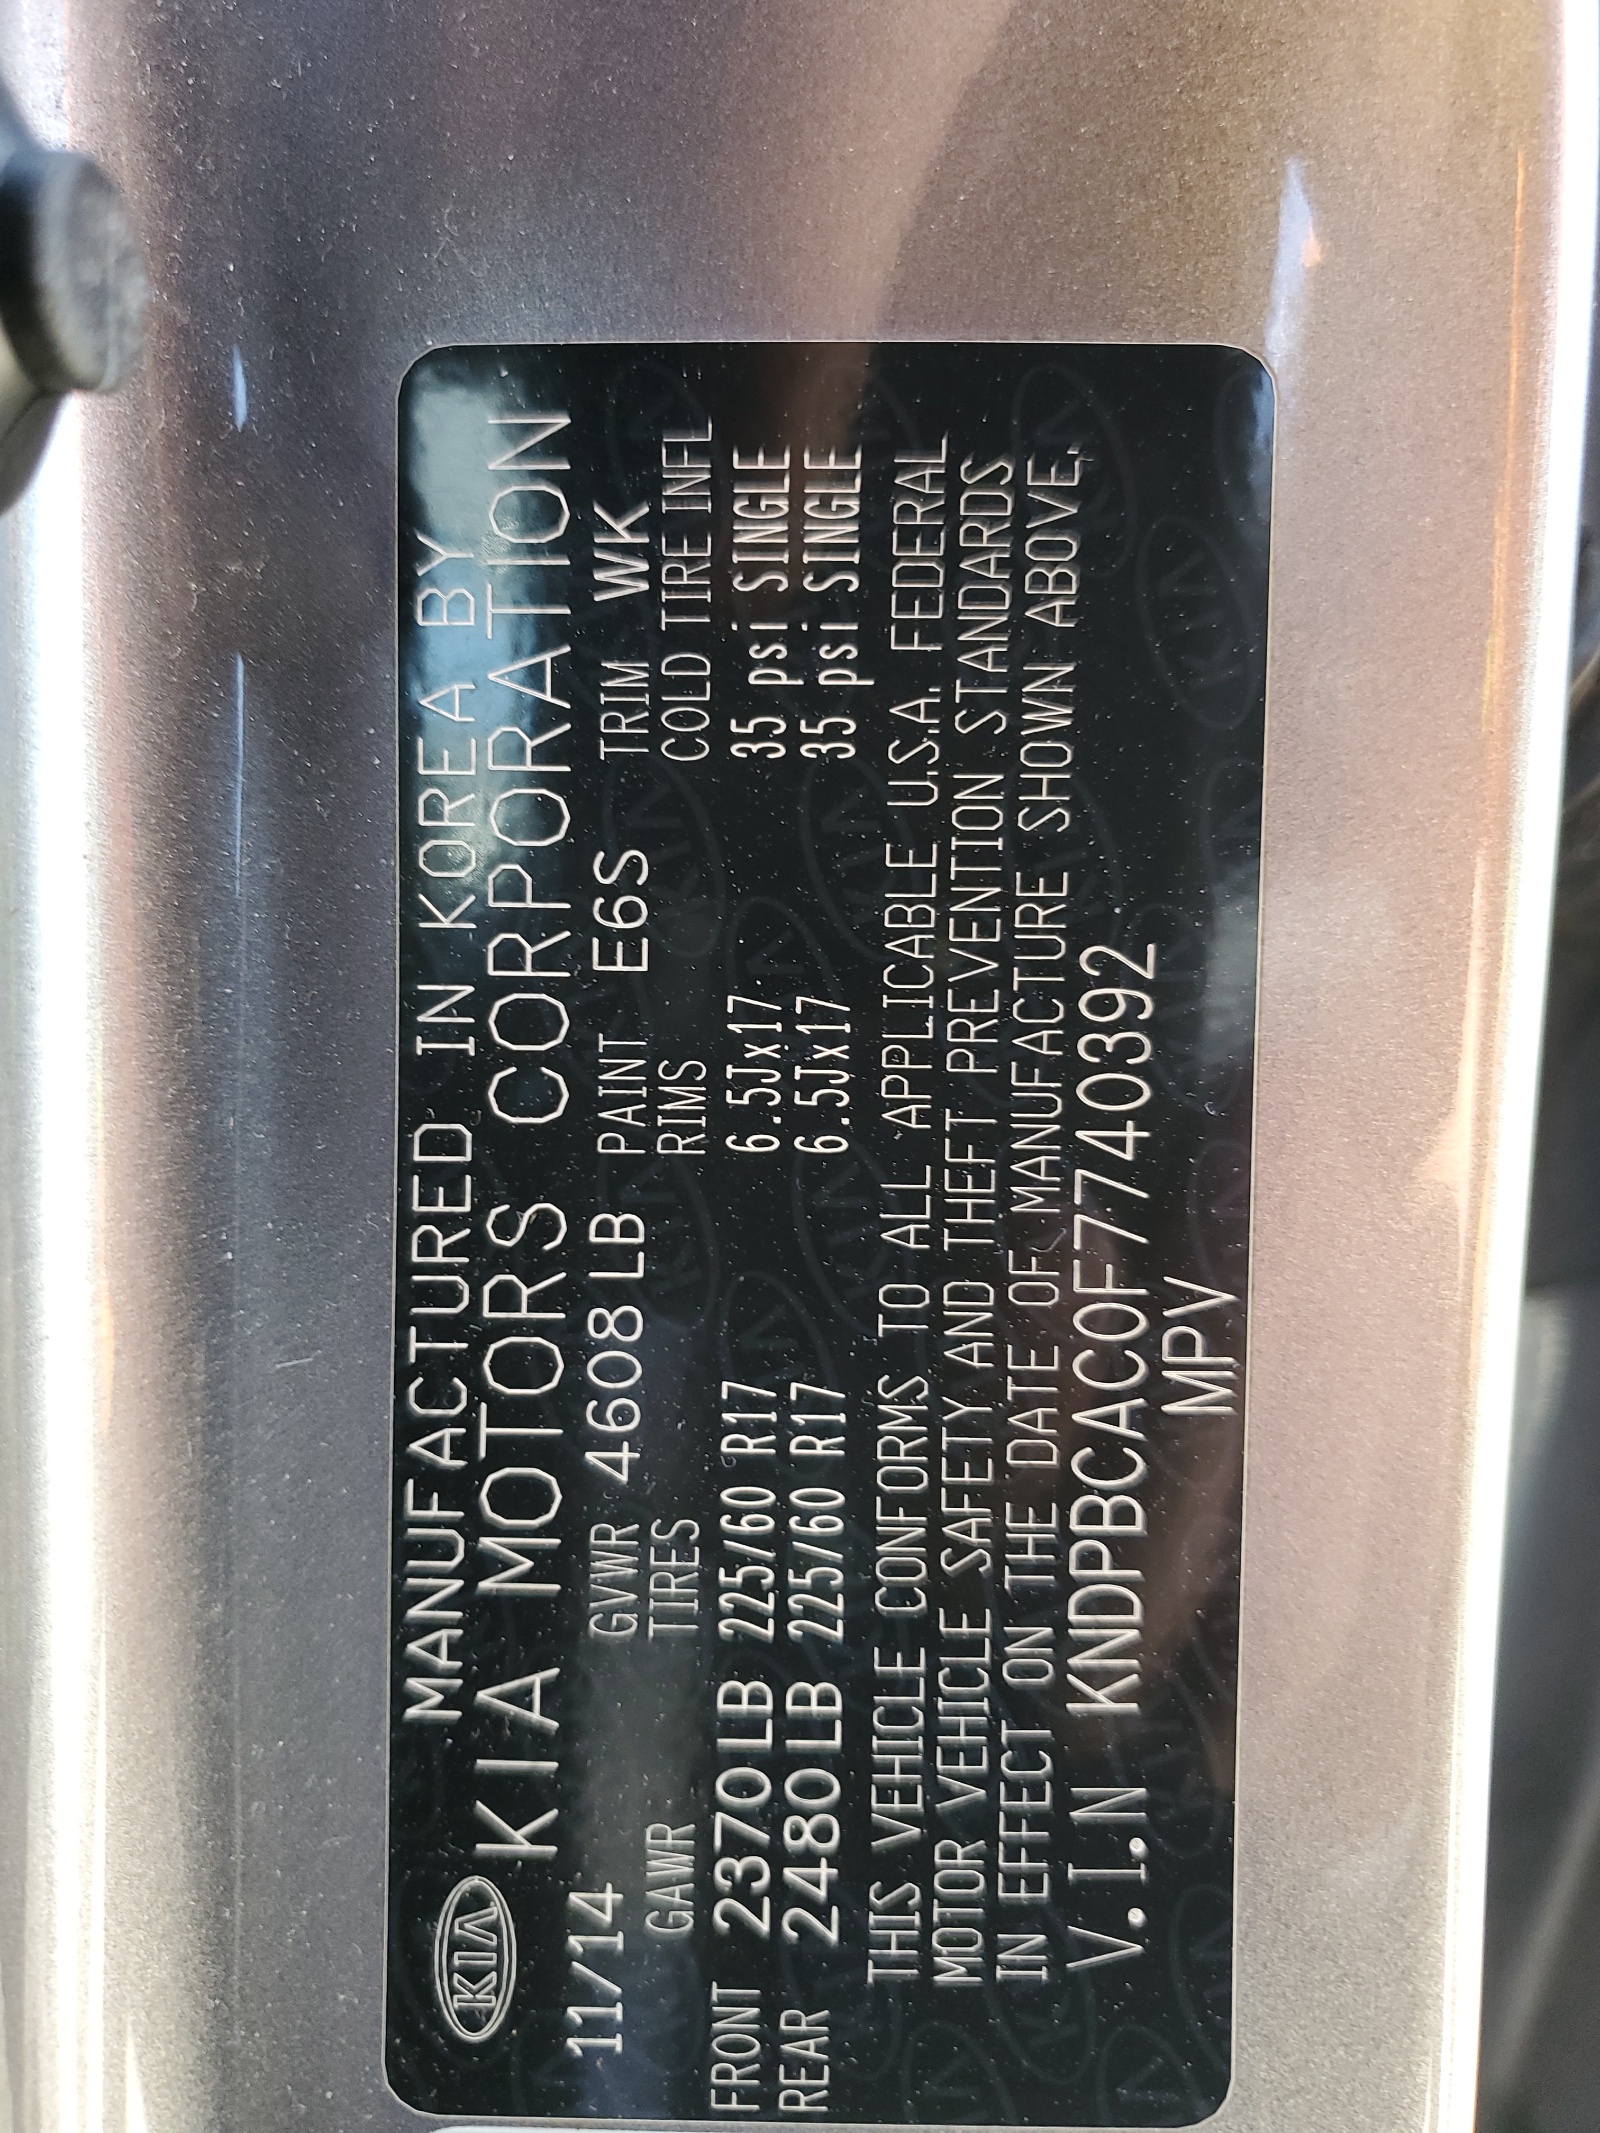 KIA MANUFACTURED IN KOREA BY
KIA MOTORS CORPORATION
11/14 GVWR 4608 LB PAINT E6S TRIM WK
GAWR TIRES RIMS COLD TIRE INFL
FRONT 2370 LB 225/60 R17 6.5Jx17 35 psi SINGLE
REAR 2480 LB 225/60 R17 6.5Jx17 35 psi SINGLE
THIS VEHICLE CONFORMS TO ALL APPLICABLE U.S.A. FEDERAL
MOTOR VEHICLE SAFETY AND THEFT PREVENTION STANDARDS
IN EFFECT ON THE DATE OF MANUFACTURE SHOWN ABOVE.
V.I.N KNDPBCAC0F7740392
MPV